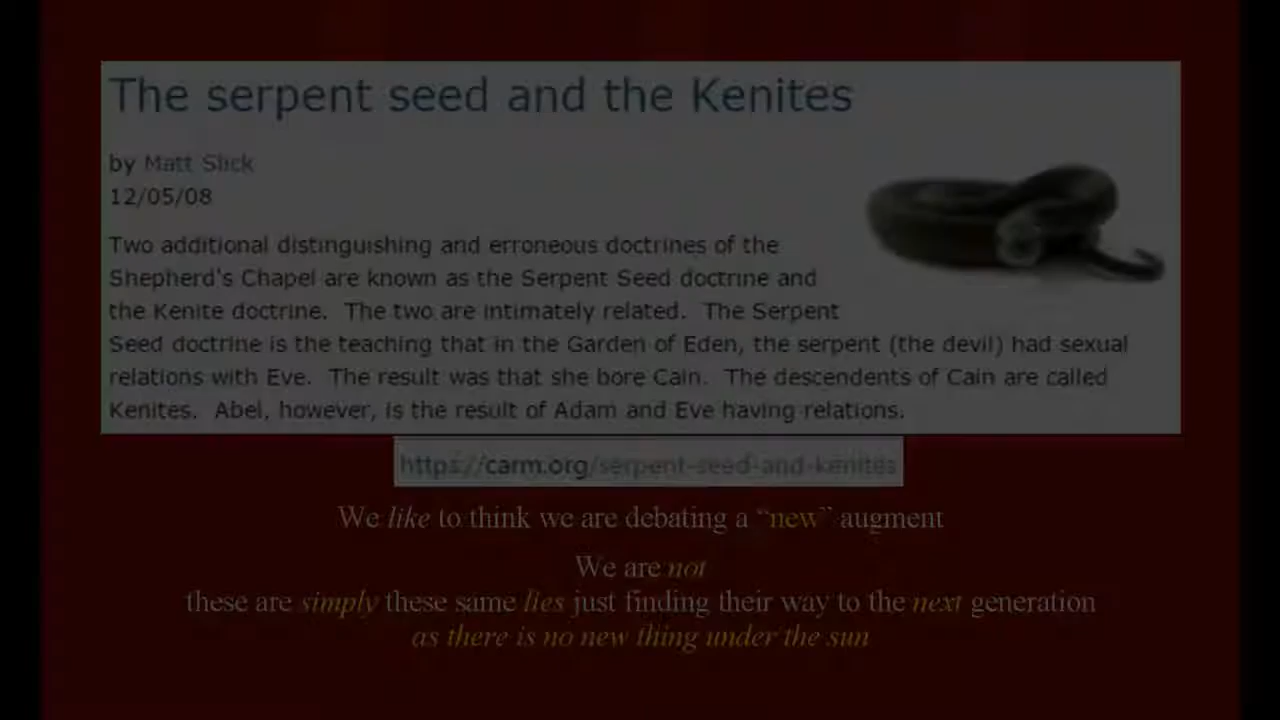 The serpent seed and the Kenites
by Matt Slick
12/05/08
Two additional distinguishing and erroneous doctrines of the
Shepherd's Chapel are known as the Serpent Seed doctrine and
the Kenite doctrine. The two are intimately related. The Serpent
Seed doctrine is the teaching that in the Garden of Eden, the serpent (the devil) had sexual
relations with Eve. The result was that she bore Cain. The descendents of Cain are called
Kenites. Abel, however, is the result of Adam and Eve having relations.
https://carm.org/serpent-seed-and-kenites
We like to think we are debating a “new” augment
We are not
these are simply these same lies just finding their way to the next generation
as there is no new thing under the sun